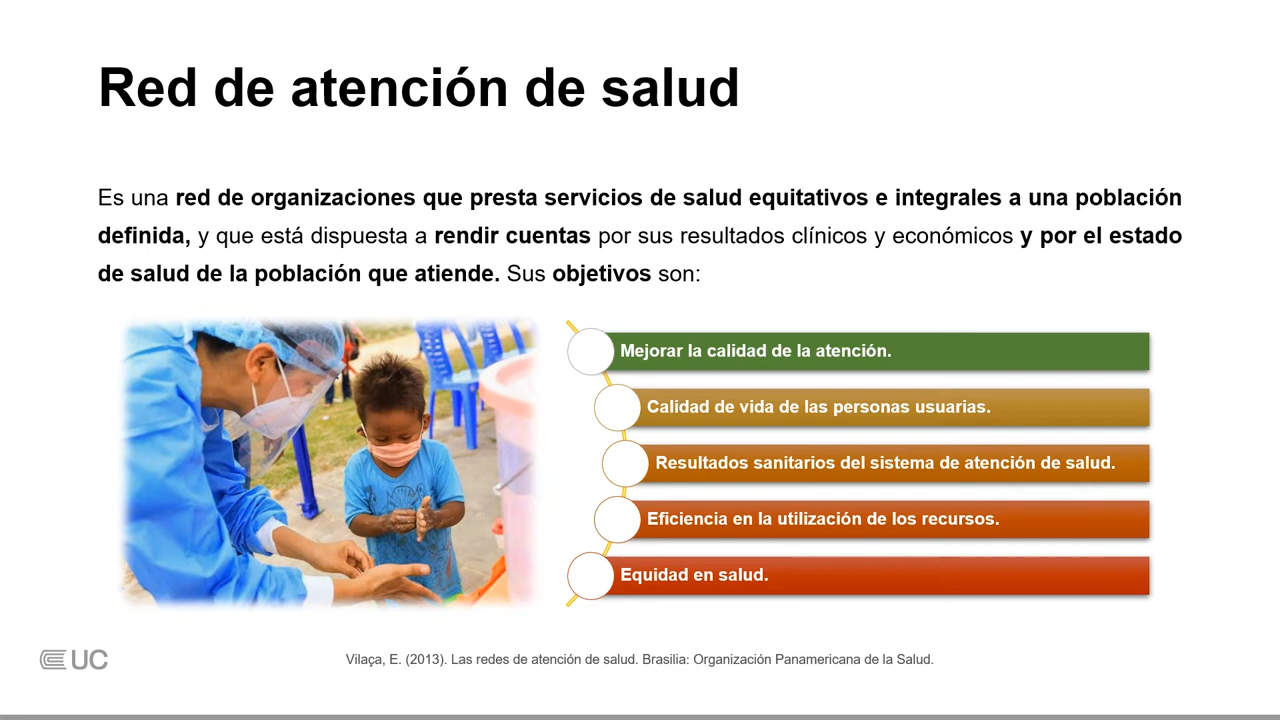 Red de atención de salud
Es una red de organizaciones que presta servicios de salud equitativos e integrales a una población
definida, y que está dispuesta a rendir cuentas por sus resultados clínicos y económicos y por el estado
de salud de la población que atiende. Sus objetivos son:
Mejorar la calidad de la atención.
Calidad de vida de las personas usuarias.
Resultados sanitarios del sistema de atención de salud.
Eficiencia en la utilización de los recursos.
Equidad en salud.
UC
Vilaça, E. (2013). Las redes de atención de salud. Brasilia: Organización Panamericana de la Salud.